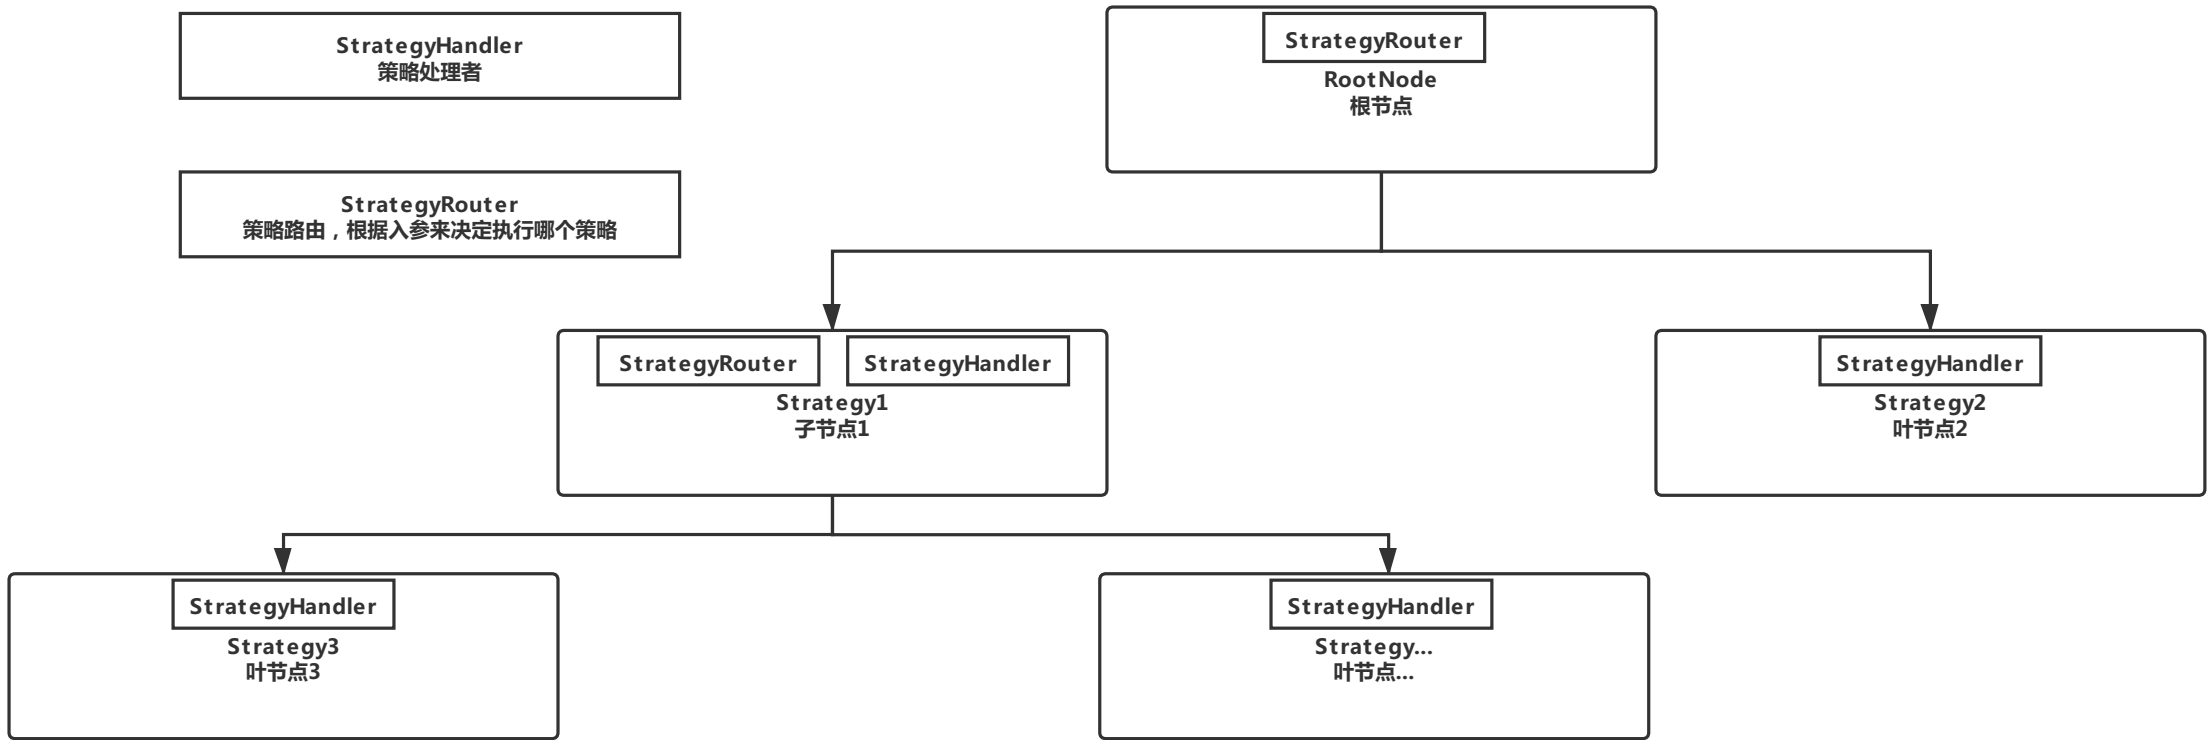 StrategyHandler
策略处理者
StrategyRouter
策略路由，根据入参来决定执行哪个策略
StrategyRouter
RootNode
根节点
StrategyRouter
StrategyHandler
Strategy1
子节点1
StrategyHandler
Strategy2
叶节点2
StrategyHandler
Strategy3
叶节点3
StrategyHandler
Strategy...
叶节点...